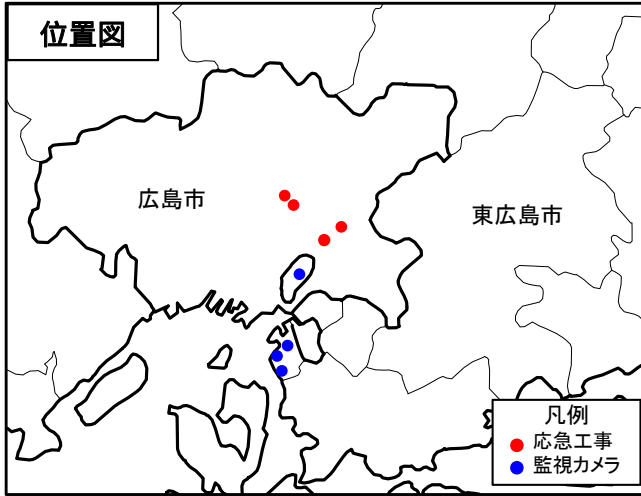 位置図
広島市
東広島市
凡例
応急工事
監視カメラ